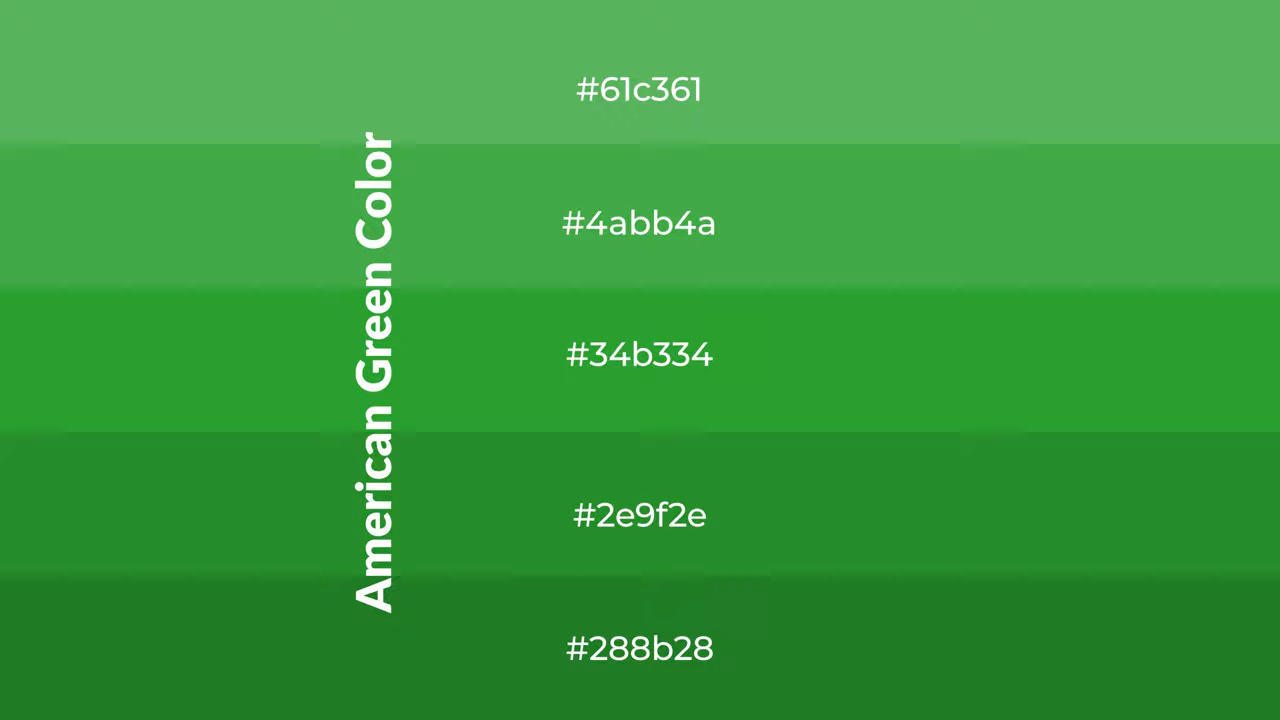 American Green Color
#61c361
#4abb4a
#34b334
#2e9f2e
#288b28